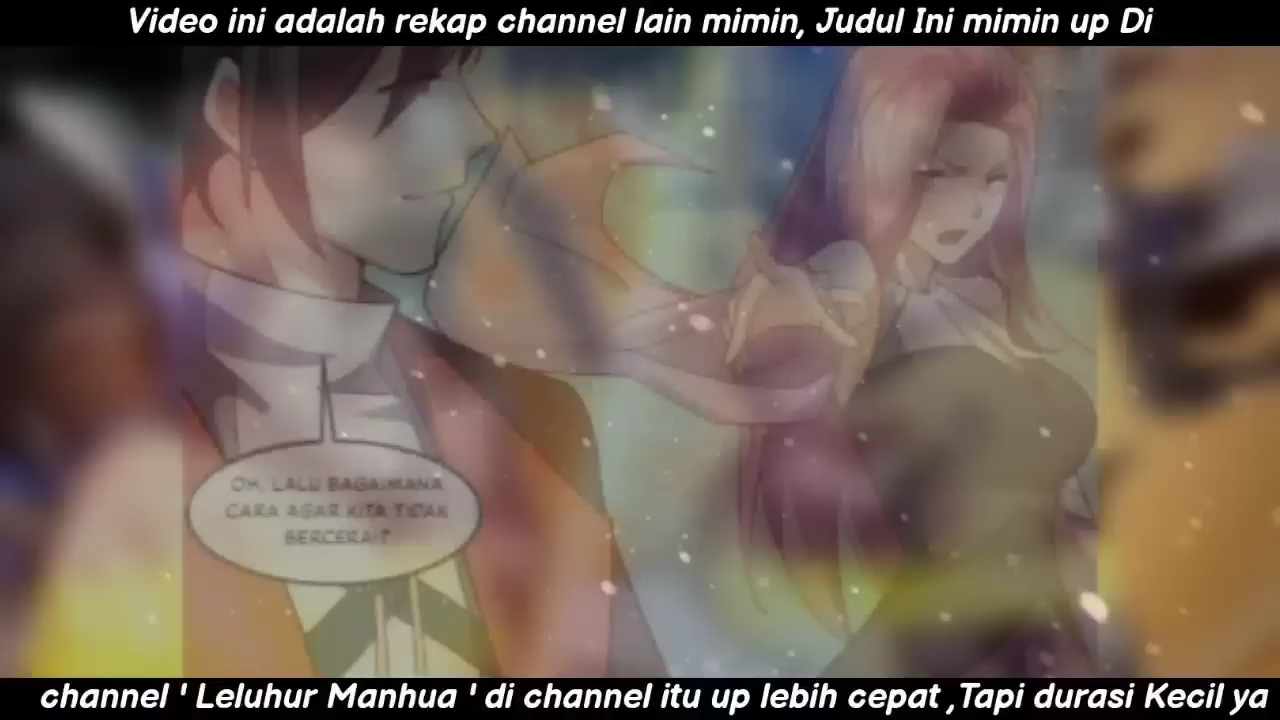 Video ini adalah rekap channel lain mimin, Judul Ini mimin up Di
OH, LALU BAGAIMANA
CARA AGAR KITA TIDAK
BERCERAI?
channel ' Leluhur Manhua ' di channel itu up lebih cepat ,Tapi durasi Kecil ya